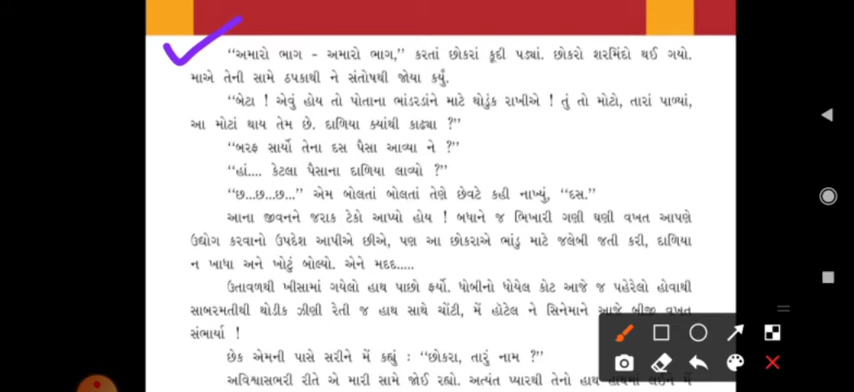 “અમારો ભાગ – અમારો ભાગ,” કરતાં છોકરાં કૂદી પડ્યાં. છોકરો શરમિંદો થઈ ગયો.
માએ તેની સામે ઠપકાથી ને સંતોષથી જોયા કર્યું.
“બેટા ! એવું હોય તો પોતાના ભાંડરડાંને માટે થોડુંક રાખીએ ! તું તો મોટો, તારાં પાળ્યાં,
આ મોટાં થાય તેમ છે. દાળિયા ક્યાંથી કાઢ્યા ?”
“બરફ સાર્યો તેના દસ પૈસા આવ્યા ને ?”
“હાં.... કેટલા પૈસાના દાળિયા લાવ્યો ?”
“છ...છ...છ...” એમ બોલતાં બોલતાં તેણે છેવટે કહી નાખ્યું, “દસ.”
આના જીવનને જરાક ટેકો આપ્યો હોય ! બધાને જ ભિખારી ગણી ઘણી વખત આપણે
ઉદ્યોગ કરવાનો ઉપદેશ આપીએ છીએ, પણ આ છોકરાએ ભાંડુ માટે જલેબી જતી કરી, દાળિયા
ન ખાધા અને ખોટું બોલ્યો. એને મદદ.....
ઉતાવળથી ખીસામાં ગયેલો હાથ પાછો ફર્યો. ધોબીનો ધોયેલ કોટ આજે જ પહેરેલો હોવાથી
સાબરમતીથી થોડીક ઝીણી રેતી જ હાથ સાથે ચોંટી, મેં હૉટેલ ને સિનેમાને આજે બીજી વખત
સંભાર્યા !
છેક એમની પાસે સરીને મેં કહ્યું : “છોકરા, તારું નામ ?”
અવિશ્વાસભરી રીતે એ મારી સામે જોઈ રહ્યો. અત્યંત પ્યારથી તેનો હાથ